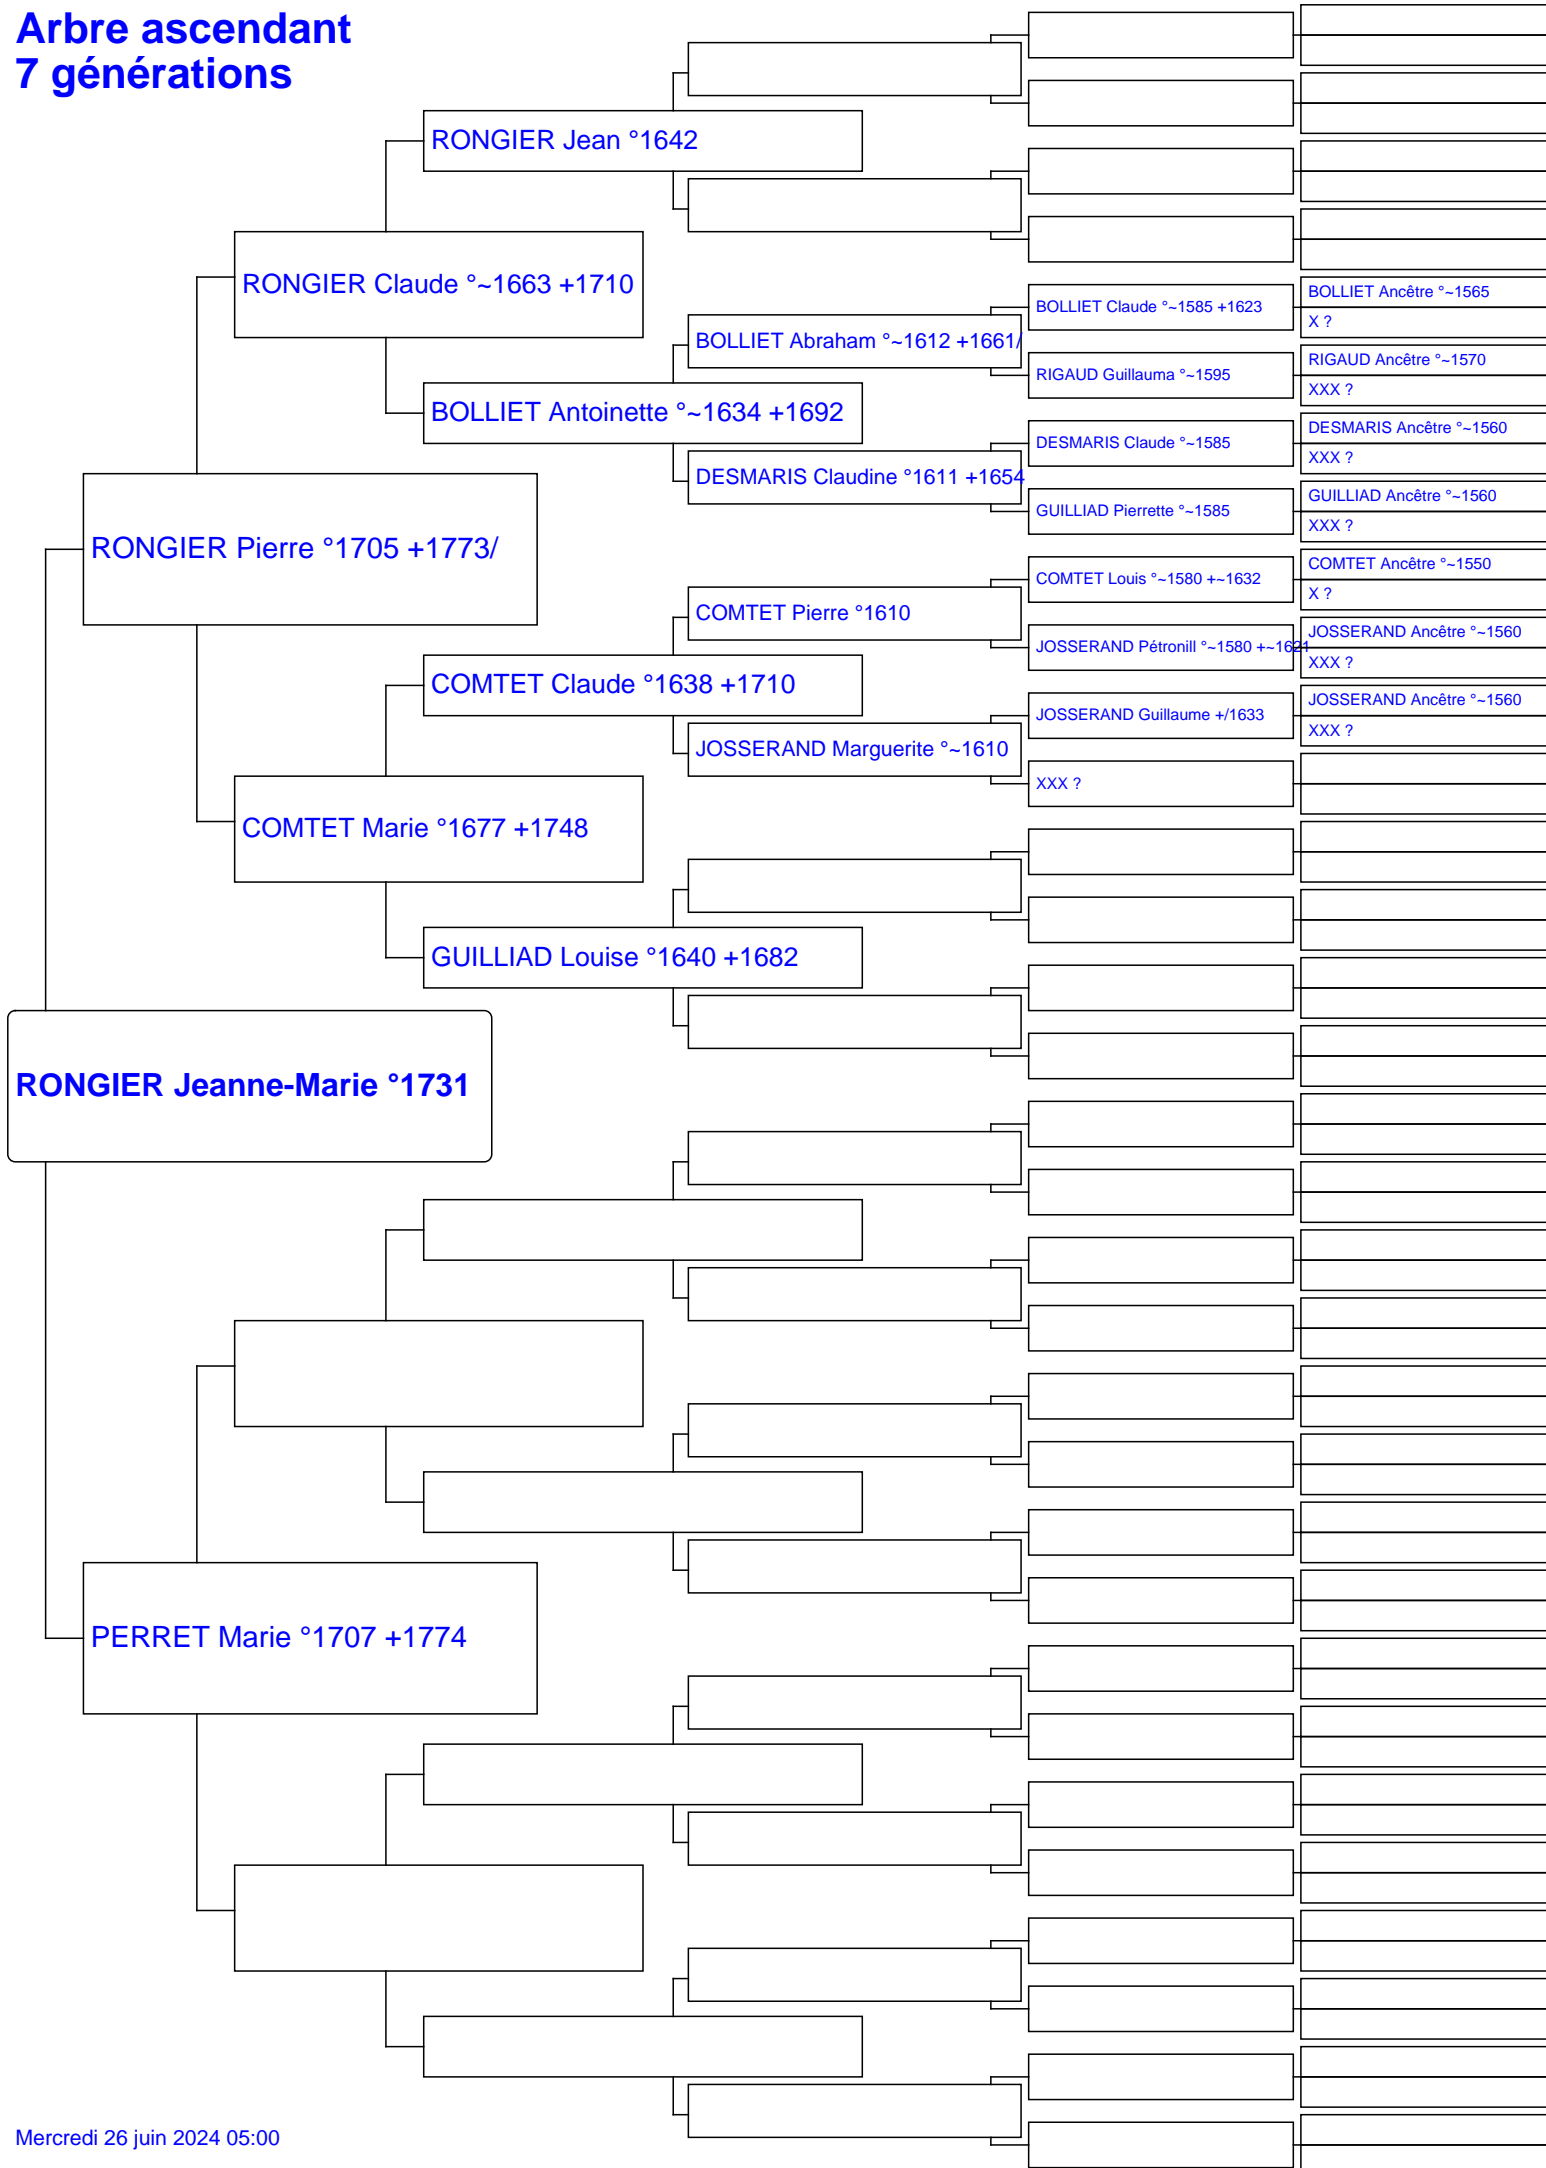 Arbre ascendant
7 générations
RONGIER Jean °1642
RONGIER Claude °~1663 +1710
BOLLIET Claude °~1585 +1623
BOLLIET Ancêtre °~1565
X ?
BOLLIET Abraham °~1612 +1661/
RIGAUD Guillauma °~1595
RIGAUD Ancêtre °~1570
XXX ?
BOLLIET Antoinette °~1634 +1692
DESMARIS Claude °~1585
DESMARIS Ancêtre °~1560
XXX ?
DESMARIS Claudine °1611 +1654
GUILLIAD Pierrette °~1585
GUILLIAD Ancêtre °~1560
XXX ?
RONGIER Pierre °1705 +1773/
COMTET Louis °~1580 +~1632
COMTET Ancêtre °~1550
X ?
COMTET Pierre °1610
JOSSERAND Pétronill °~1580 +~1621
JOSSERAND Ancêtre °~1560
XXX ?
COMTET Claude °1638 +1710
JOSSERAND Guillaume +/1633
JOSSERAND Ancêtre °~1560
XXX ?
JOSSERAND Marguerite °~1610
XXX ?
COMTET Marie °1677 +1748
GUILLIAD Louise °1640 +1682
RONGIER Jeanne-Marie °1731
PERRET Marie °1707 +1774
Mercredi 26 juin 2024 05:00